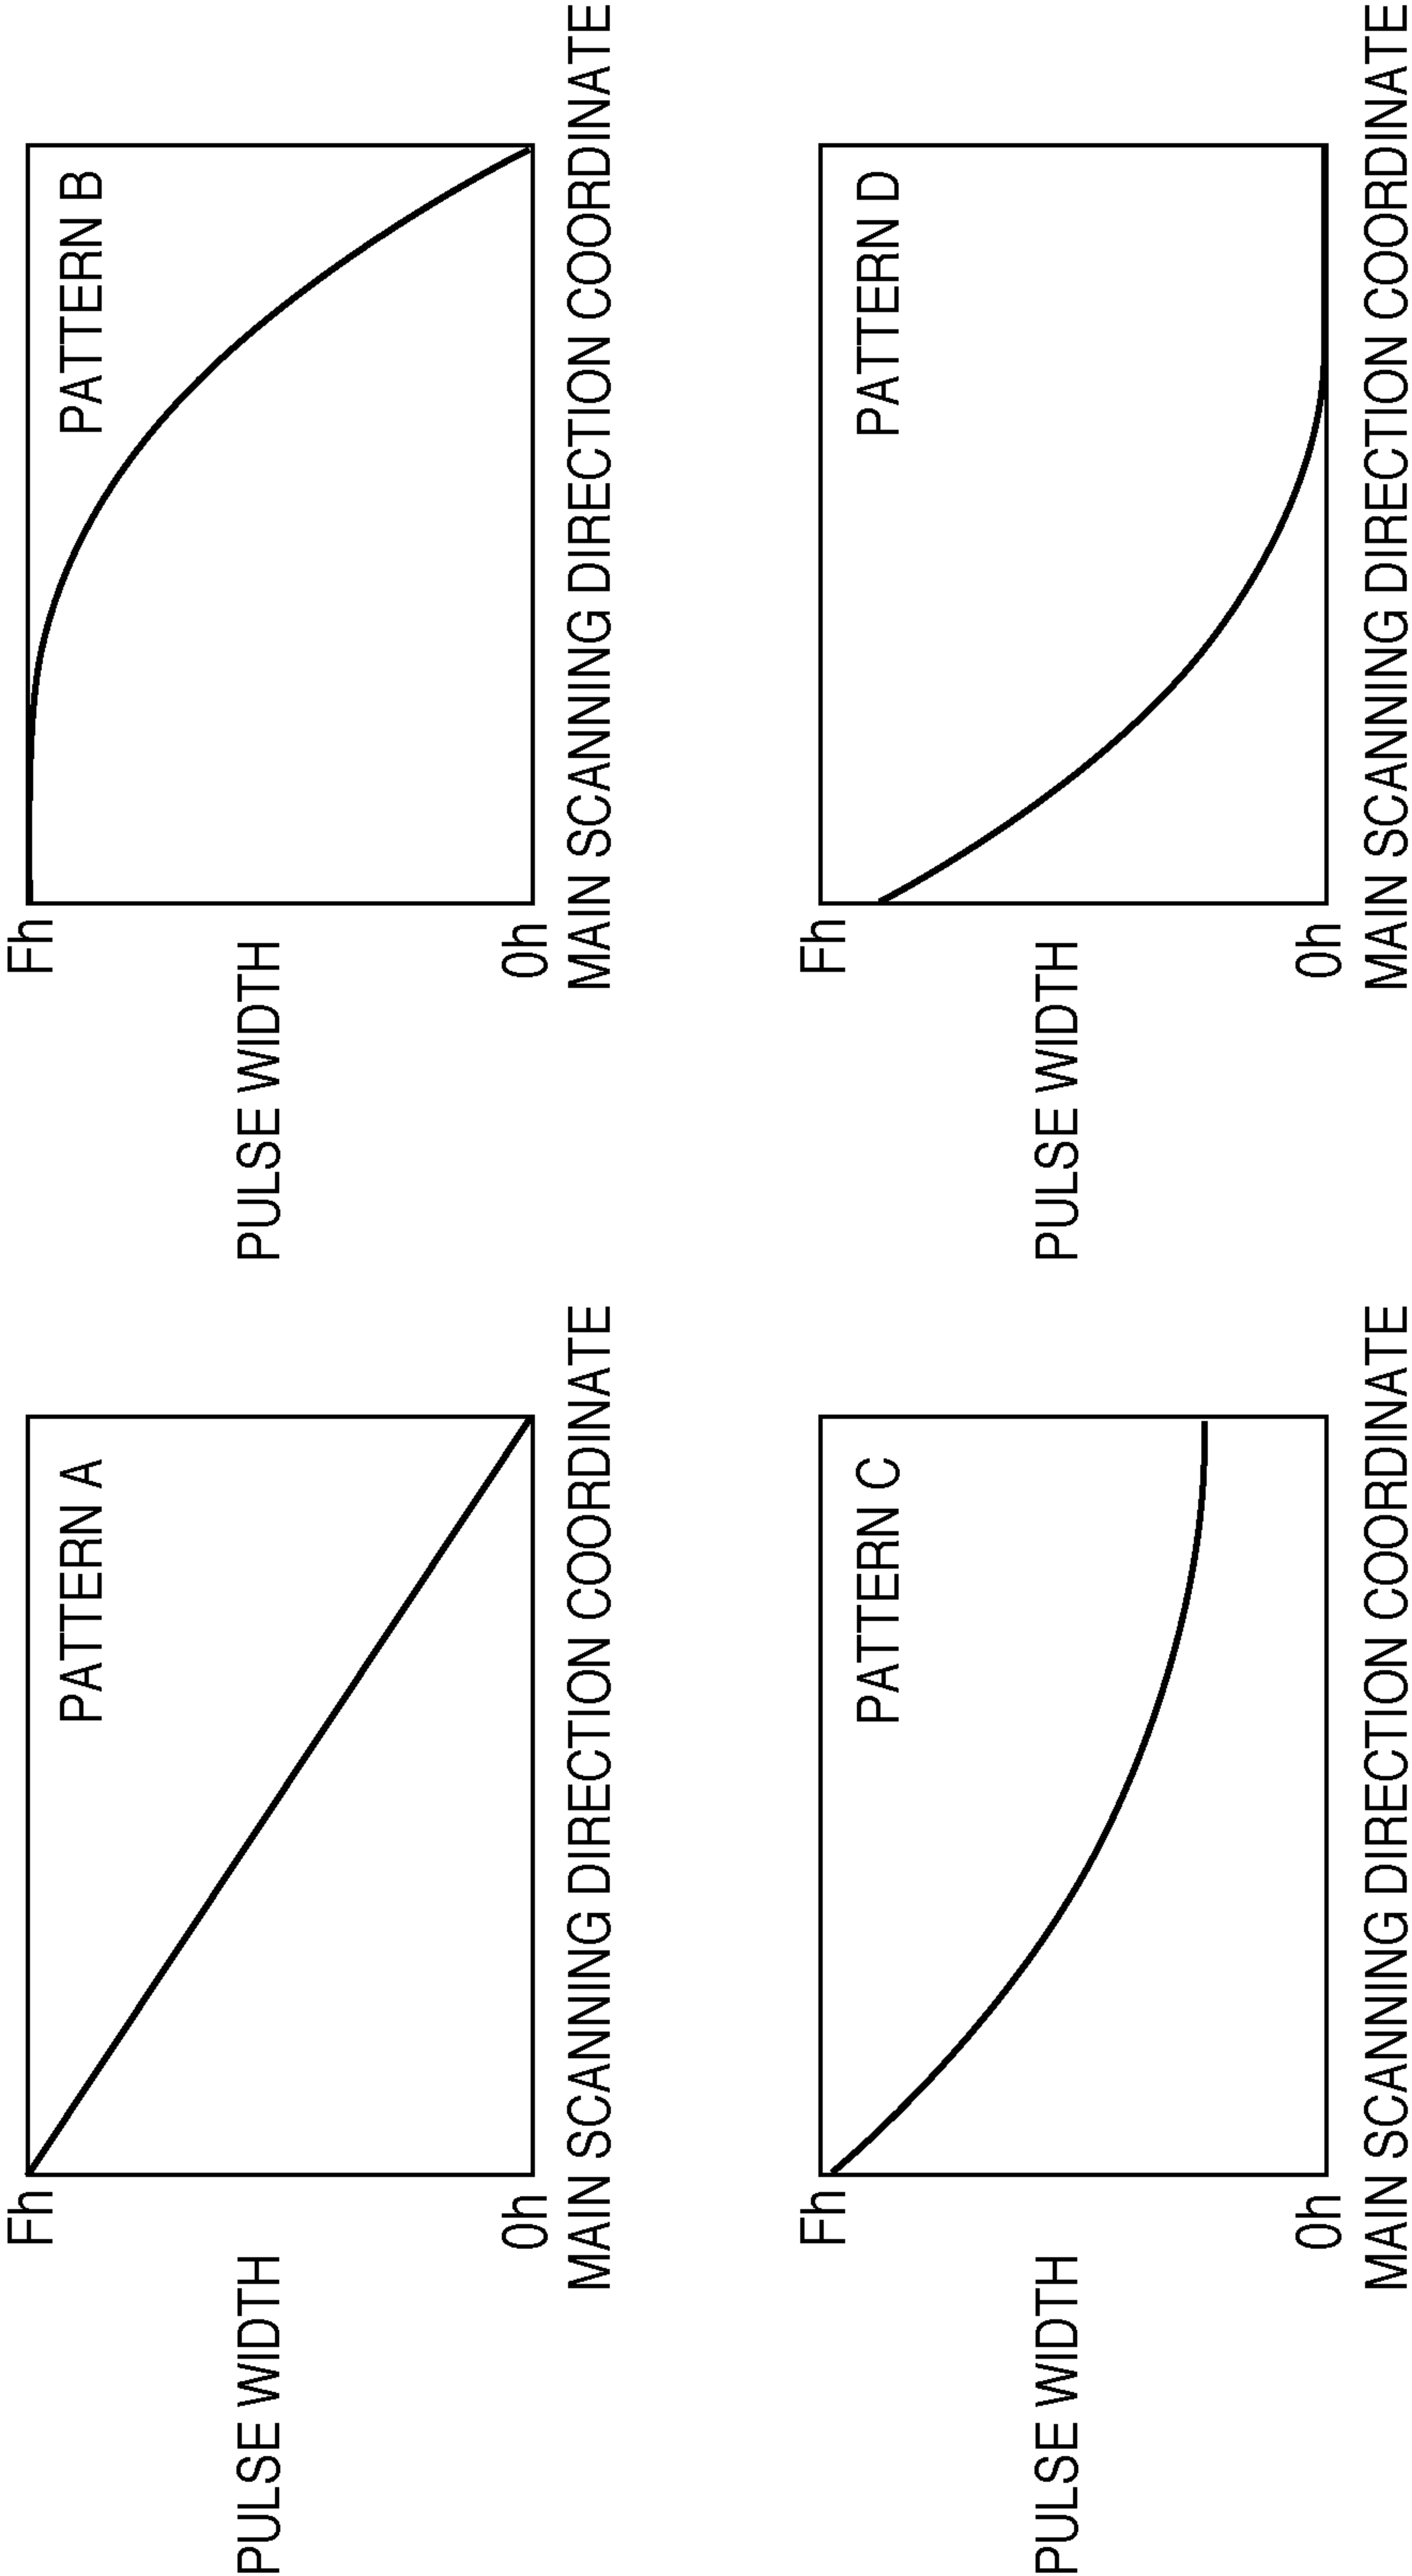 PATTERN A
Fh
PULSE WIDTH
0h
MAIN SCANNING DIRECTION COORDINATE
PATTERN B
Fh
PULSE WIDTH
0h
MAIN SCANNING DIRECTION COORDINATE
PATTERN C
Fh
PULSE WIDTH
0h
MAIN SCANNING DIRECTION COORDINATE
PATTERN D
Fh
PULSE WIDTH
0h
MAIN SCANNING DIRECTION COORDINATE